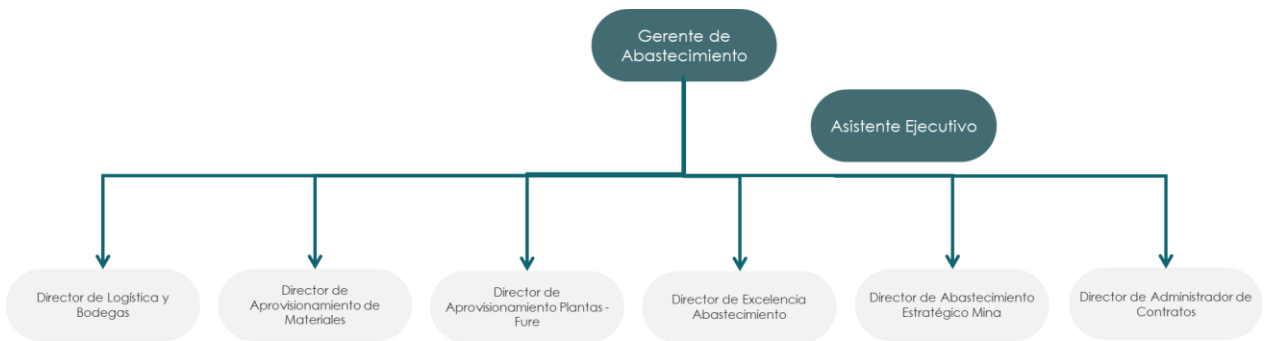 Gerente de
Abastecimiento
Asistente Ejecutivo
Director de Logística y
Bodegas
Director de
Aprovisionamiento de
Materiales
Director de
Aprovisionamiento Plantas -
Fure
Director de Excelencia
Abastecimiento
Director de Abastecimiento
Estratégico Mina
Director de Administrador de
Contratos